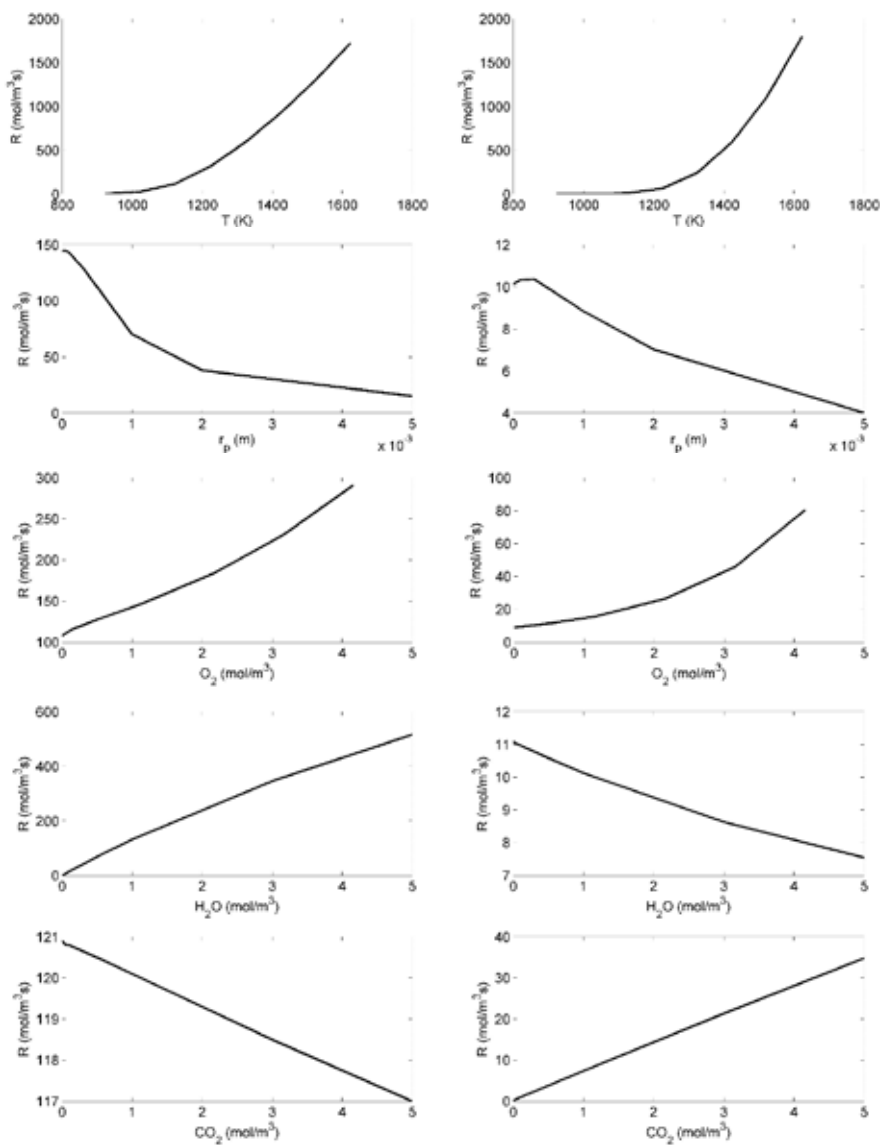 R (mol/m³s)
2000
1500
1000
500
0
800 1000 1200 1400 1600 1800
T (K)
R (mol/m³s)
2000
1500
1000
500
0
800 1000 1200 1400 1600 1800
T (K)
R (mol/m³s)
150
100
50
0
0 1 2 3 4 5
r_p (m)
x 10⁻³
R (mol/m³s)
12
10
8
6
4
0 1 2 3 4 5
r_p (m)
x 10⁻³
R (mol/m³s)
300
250
200
150
100
0 1 2 3 4 5
O₂ (mol/m³)
R (mol/m³s)
100
80
60
40
20
0
0 1 2 3 4 5
O₂ (mol/m³)
R (mol/m³s)
600
400
200
0
0 1 2 3 4 5
H₂O (mol/m³)
R (mol/m³s)
12
11
10
9
8
7
0 1 2 3 4 5
H₂O (mol/m³)
R (mol/m³s)
121
120
119
118
117
0 1 2 3 4 5
CO₂ (mol/m³)
R (mol/m³s)
40
30
20
10
0
0 1 2 3 4 5
CO₂ (mol/m³)